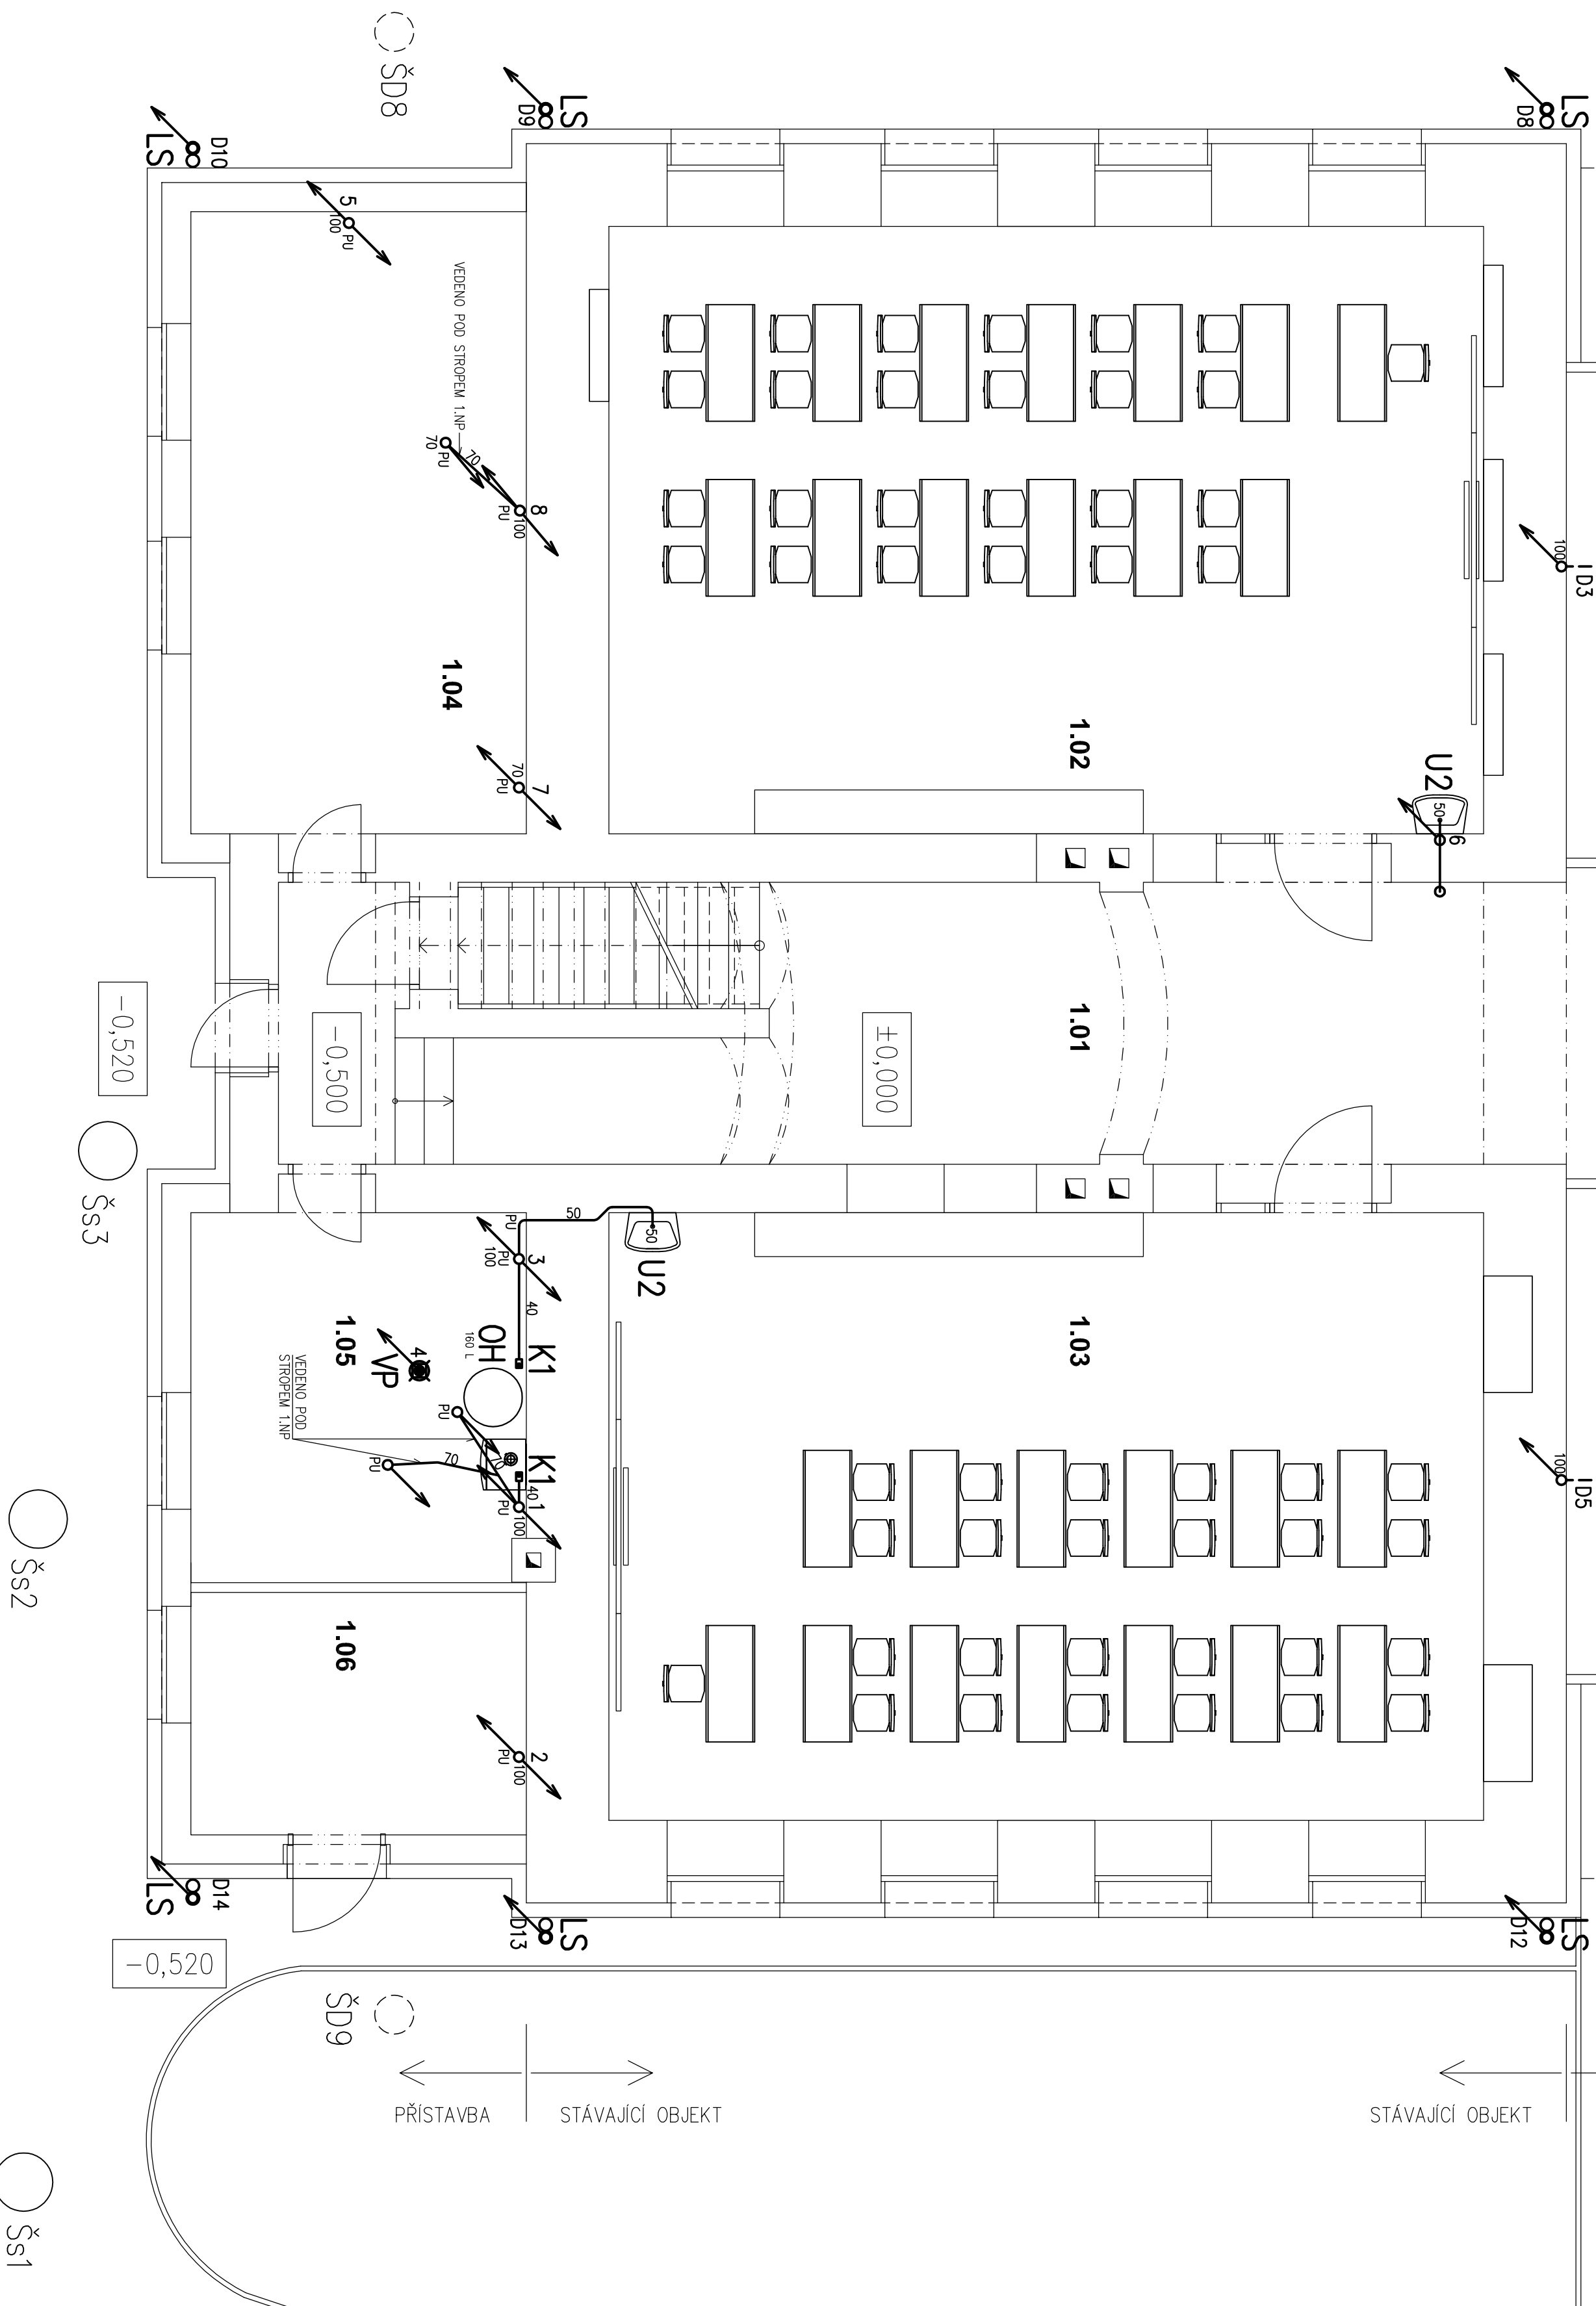 ŠD8
LS
D9
LS
D8
D10
LS
5
100
PU
VEDENO POD STROPEM 1.NP
70
PU
70
8
100
PU
100
D3
1.04
1.02
U2
50
6
7
70
PU
-0,520
-0,500
±0,000
1.01
Šs3
PU
50
50
U2
3
PU
100
40
K1
OH
160 L
4
VP
1.05
1.03
VEDENO POD
STROPEM 1.NP
PU
PU
70
70
K1
40
1
100
PU
100
D5
Šs2
1.06
2
100
PU
D14
LS
D13
LS
D12
LS
-0,520
ŠD9
PŘÍSTAVBA
STÁVAJÍCÍ OBJEKT
STÁVAJÍCÍ OBJEKT
Šs1